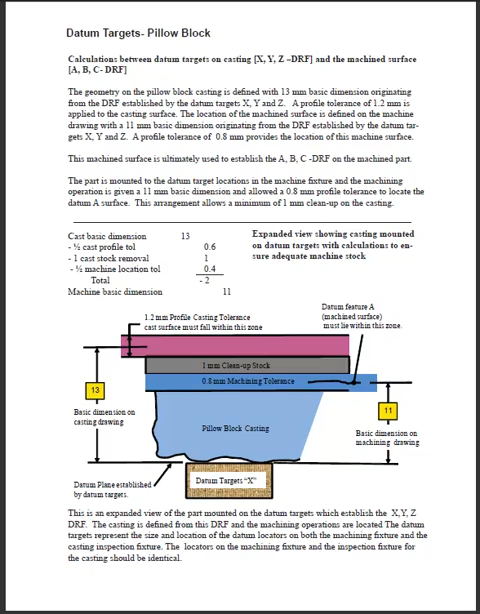 Datum Targets- Pillow Block
Calculations between datum targets on casting [X, Y, Z –DRF] and the machined surface
[A, B, C- DRF]
The geometry on the pillow block casting is defined with 13 mm basic dimension originating
from the DRF established by the datum targets X, Y and Z.   A profile tolerance of 1.2 mm is
applied to the casting surface. The location of the machined surface is defined on the machine
drawing with a 11 mm basic dimension originating from the DRF established by the datum tar-
gets X, Y and Z.  A profile tolerance of  0.8 mm provides the location of this machine surface.
This machined surface is ultimately used to establish the A, B, C -DRF on the machined part.
The part is mounted to the datum target locations in the machine fixture and the machining
operation is given a 11 mm basic dimension and allowed a 0.8 mm profile tolerance to locate the
datum A surface.  This arrangement allows a minimum of 1 mm clean-up on the casting.
Cast basic dimension 13
- ½ cast profile tol 0.6
- 1 cast stock removal 1
- ½ machine location tol 0.4
Total - 2
Machine basic dimension 11
Expanded view showing casting mounted
on datum targets with calculations to en-
sure adequate machine stock
Datum feature A
(machined surface)
must lie within this zone.
1.2 mm Profile Casting Tolerance
cast surface must fall within this zone
1 mm Clean-up Stock
0.8 mm Machining Tolerance
13
11
Basic dimension on
casting drawing
Pillow Block Casting
Basic dimension on
machining  drawing
Datum Plane established
by datum targets.
Datum Targets “X”
This is an expanded view of the part mounted on the datum targets which establish the  X,Y, Z
DRF.  The casting is defined from this DRF and the machining operations are located The datum
targets represent the size and location of the datum locators on both the machining fixture and the
casting inspection fixture. The  locators on the machining fixture and the inspection fixture for
the casting should be identical.